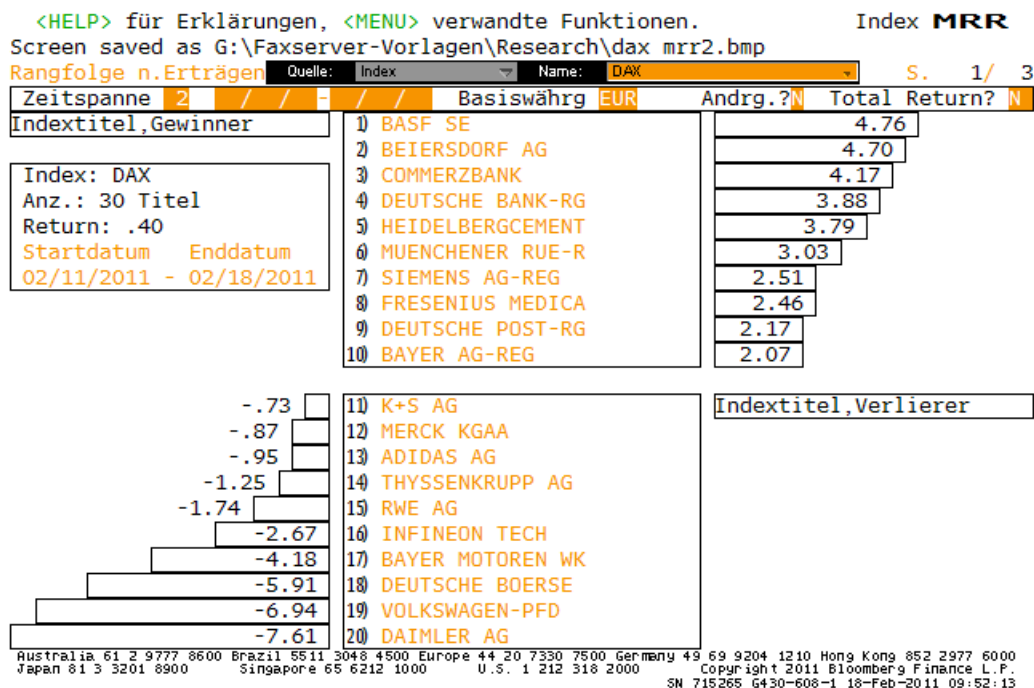 <HELP> für Erklärungen, <MENU> verwandte Funktionen. Index MRR
Screen saved as G:\Faxserver-Vorlagen\Research\dax mrr2.bmp
Rangfolge n.Erträgen Quelle: Index Name: DAX S. 1/ 3
Zeitspanne 2 / / - / / Basiswährg EUR Andrg.?N Total Return? N
Indextitel,Gewinner
1) BASF SE 4.76
2) BEIERSDORF AG 4.70
Index: DAX 3) COMMERZBANK 4.17
Anz.: 30 Titel 4) DEUTSCHE BANK-RG 3.88
Return: .40 5) HEIDELBERGCEMENT 3.79
Startdatum Enddatum 6) MUENCHENER RUE-R 3.03
02/11/2011 - 02/18/2011 7) SIEMENS AG-REG 2.51
8) FRESENIUS MEDICA 2.46
9) DEUTSCHE POST-RG 2.17
10) BAYER AG-REG 2.07
-.73 11) K+S AG Indextitel,Verlierer
-.87 12) MERCK KGAA
-.95 13) ADIDAS AG
-1.25 14) THYSSENKRUPP AG
-1.74 15) RWE AG
-2.67 16) INFINEON TECH
-4.18 17) BAYER MOTOREN WK
-5.91 18) DEUTSCHE BOERSE
-6.94 19) VOLKSWAGEN-PFD
-7.61 20) DAIMLER AG
Australia 61 2 9777 8600 Brazil 5511 3048 4500 Europe 44 20 7330 7500 Germany 49 69 9204 1210 Hong Kong 852 2977 6000
Japan 81 3 3201 8900 Singapore 65 6212 1000 U.S. 1 212 318 2000 Copyright 2011 Bloomberg Finance L.P.
SN 715265 G430-608-1 18-Feb-2011 09:52:13